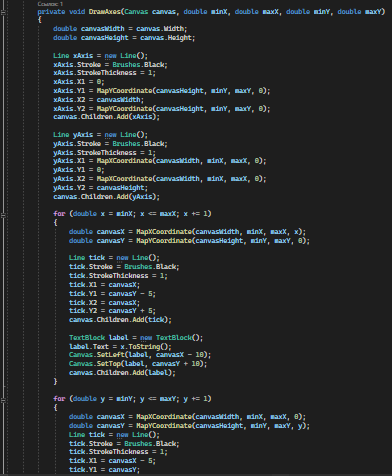 Ссылок: 1
private void DrawAxes(Canvas canvas, double minX, double maxX, double minY, double maxY)
{
double canvasWidth = canvas.Width;
double canvasHeight = canvas.Height;
Line xAxis = new Line();
xAxis.Stroke = Brushes.Black;
xAxis.StrokeThickness = 1;
xAxis.X1 = 0;
xAxis.Y1 = MapYCoordinate(canvasHeight, minY, maxY, 0);
xAxis.X2 = canvasWidth;
xAxis.Y2 = MapYCoordinate(canvasHeight, minY, maxY, 0);
canvas.Children.Add(xAxis);
Line yAxis = new Line();
yAxis.Stroke = Brushes.Black;
yAxis.StrokeThickness = 1;
yAxis.X1 = MapXCoordinate(canvasWidth, minX, maxX, 0);
yAxis.Y1 = 0;
yAxis.X2 = MapXCoordinate(canvasWidth, minX, maxX, 0);
yAxis.Y2 = canvasHeight;
canvas.Children.Add(yAxis);
for (double x = minX; x <= maxX; x += 1)
{
double canvasX = MapXCoordinate(canvasWidth, minX, maxX, x);
double canvasY = MapYCoordinate(canvasHeight, minY, maxY, 0);
Line tick = new Line();
tick.Stroke = Brushes.Black;
tick.StrokeThickness = 1;
tick.X1 = canvasX;
tick.Y1 = canvasY - 5;
tick.X2 = canvasX;
tick.Y2 = canvasY + 5;
canvas.Children.Add(tick);
TextBlock label = new TextBlock();
label.Text = x.ToString();
Canvas.SetLeft(label, canvasX - 10);
Canvas.SetTop(label, canvasY + 10);
canvas.Children.Add(label);
}
for (double y = minY; y <= maxY; y += 1)
{
double canvasX = MapXCoordinate(canvasWidth, minX, maxX, 0);
double canvasY = MapYCoordinate(canvasHeight, minY, maxY, y);
Line tick = new Line();
tick.Stroke = Brushes.Black;
tick.StrokeThickness = 1;
tick.X1 = canvasX - 5;
tick.Y1 = canvasY;